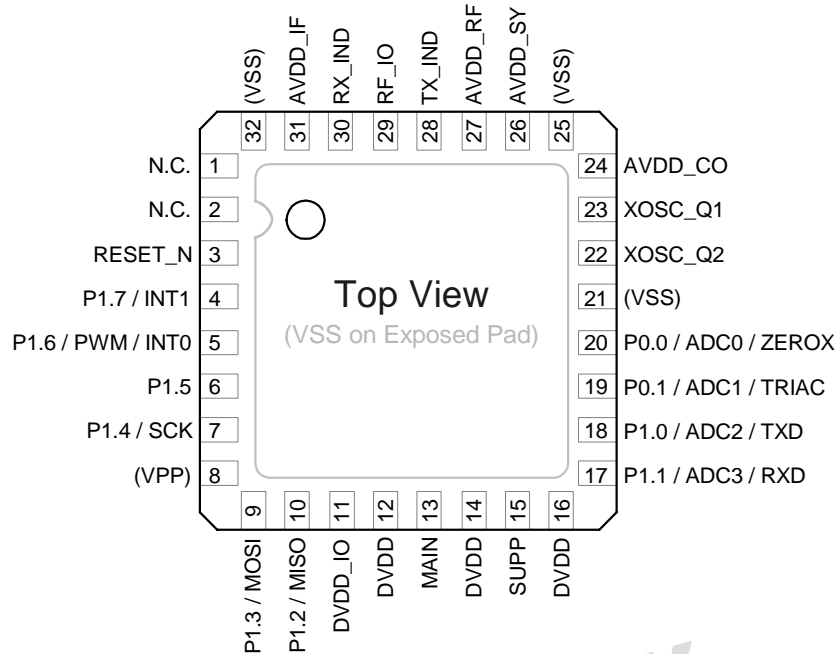 (VSS)
AVDD_IF
RX_IND
RF_IO
TX_IND
AVDD_RF
AVDD_SY
(VSS)
32 31 30 29 28 27 26 25
N.C. 1
N.C. 2
RESET_N 3
P1.7 / INT1 4
P1.6 / PWM / INT0 5
P1.5 6
P1.4 / SCK 7
(VPP) 8
Top View
(VSS on Exposed Pad)
24 AVDD_CO
23 XOSC_Q1
22 XOSC_Q2
21 (VSS)
20 P0.0 / ADC0 / ZEROX
19 P0.1 / ADC1 / TRIAC
18 P1.0 / ADC2 / TXD
17 P1.1 / ADC3 / RXD
9 10 11 12 13 14 15 16
P1.3 / MOSI
P1.2 / MISO
DVDD_IO
DVDD
MAIN
DVDD
SUPP
DVDD